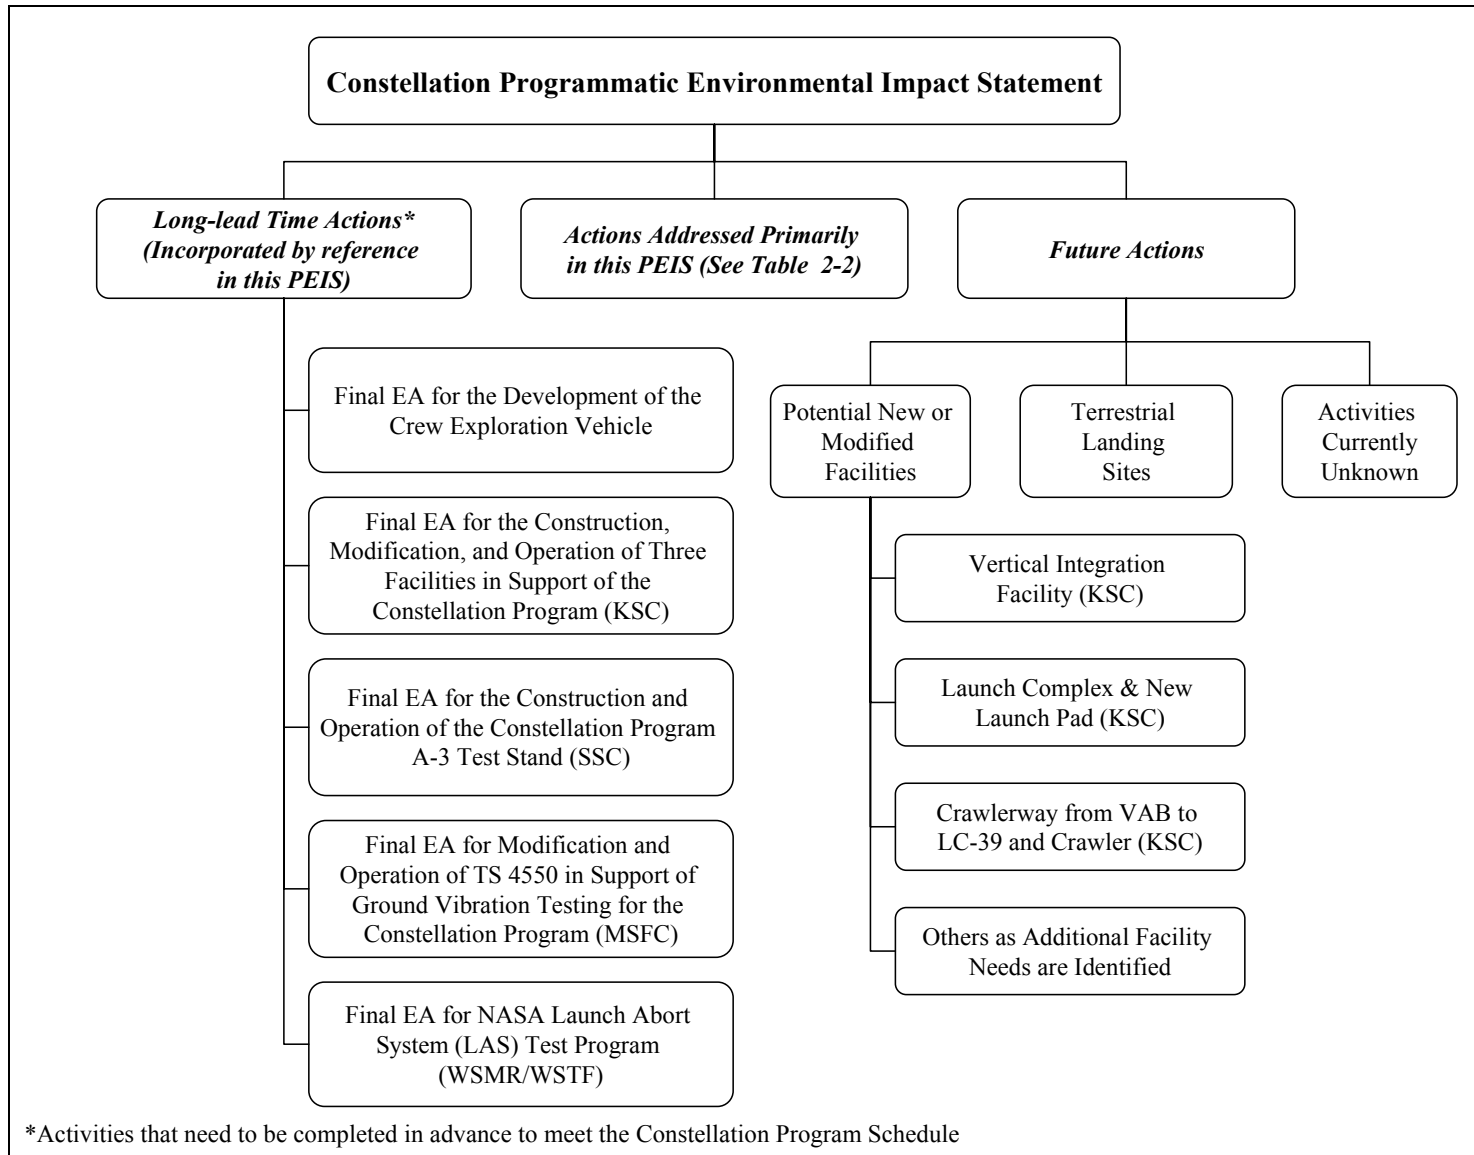 Constellation Programmatic Environmental Impact Statement
Long-lead Time Actions*
(Incorporated by reference
in this PEIS)
Actions Addressed Primarily
in this PEIS (See Table 2-2)
Future Actions
Final EA for the Development of the
Crew Exploration Vehicle
Final EA for the Construction,
Modification, and Operation of Three
Facilities in Support of the
Constellation Program (KSC)
Final EA for the Construction and
Operation of the Constellation Program
A-3 Test Stand (SSC)
Final EA for Modification and
Operation of TS 4550 in Support of
Ground Vibration Testing for the
Constellation Program (MSFC)
Final EA for NASA Launch Abort
System (LAS) Test Program
(WSMR/WSTF)
Potential New or
Modified
Facilities
Terrestrial
Landing
Sites
Activities
Currently
Unknown
Vertical Integration
Facility (KSC)
Launch Complex & New
Launch Pad (KSC)
Crawlerway from VAB to
LC-39 and Crawler (KSC)
Others as Additional Facility
Needs are Identified
*Activities that need to be completed in advance to meet the Constellation Program Schedule